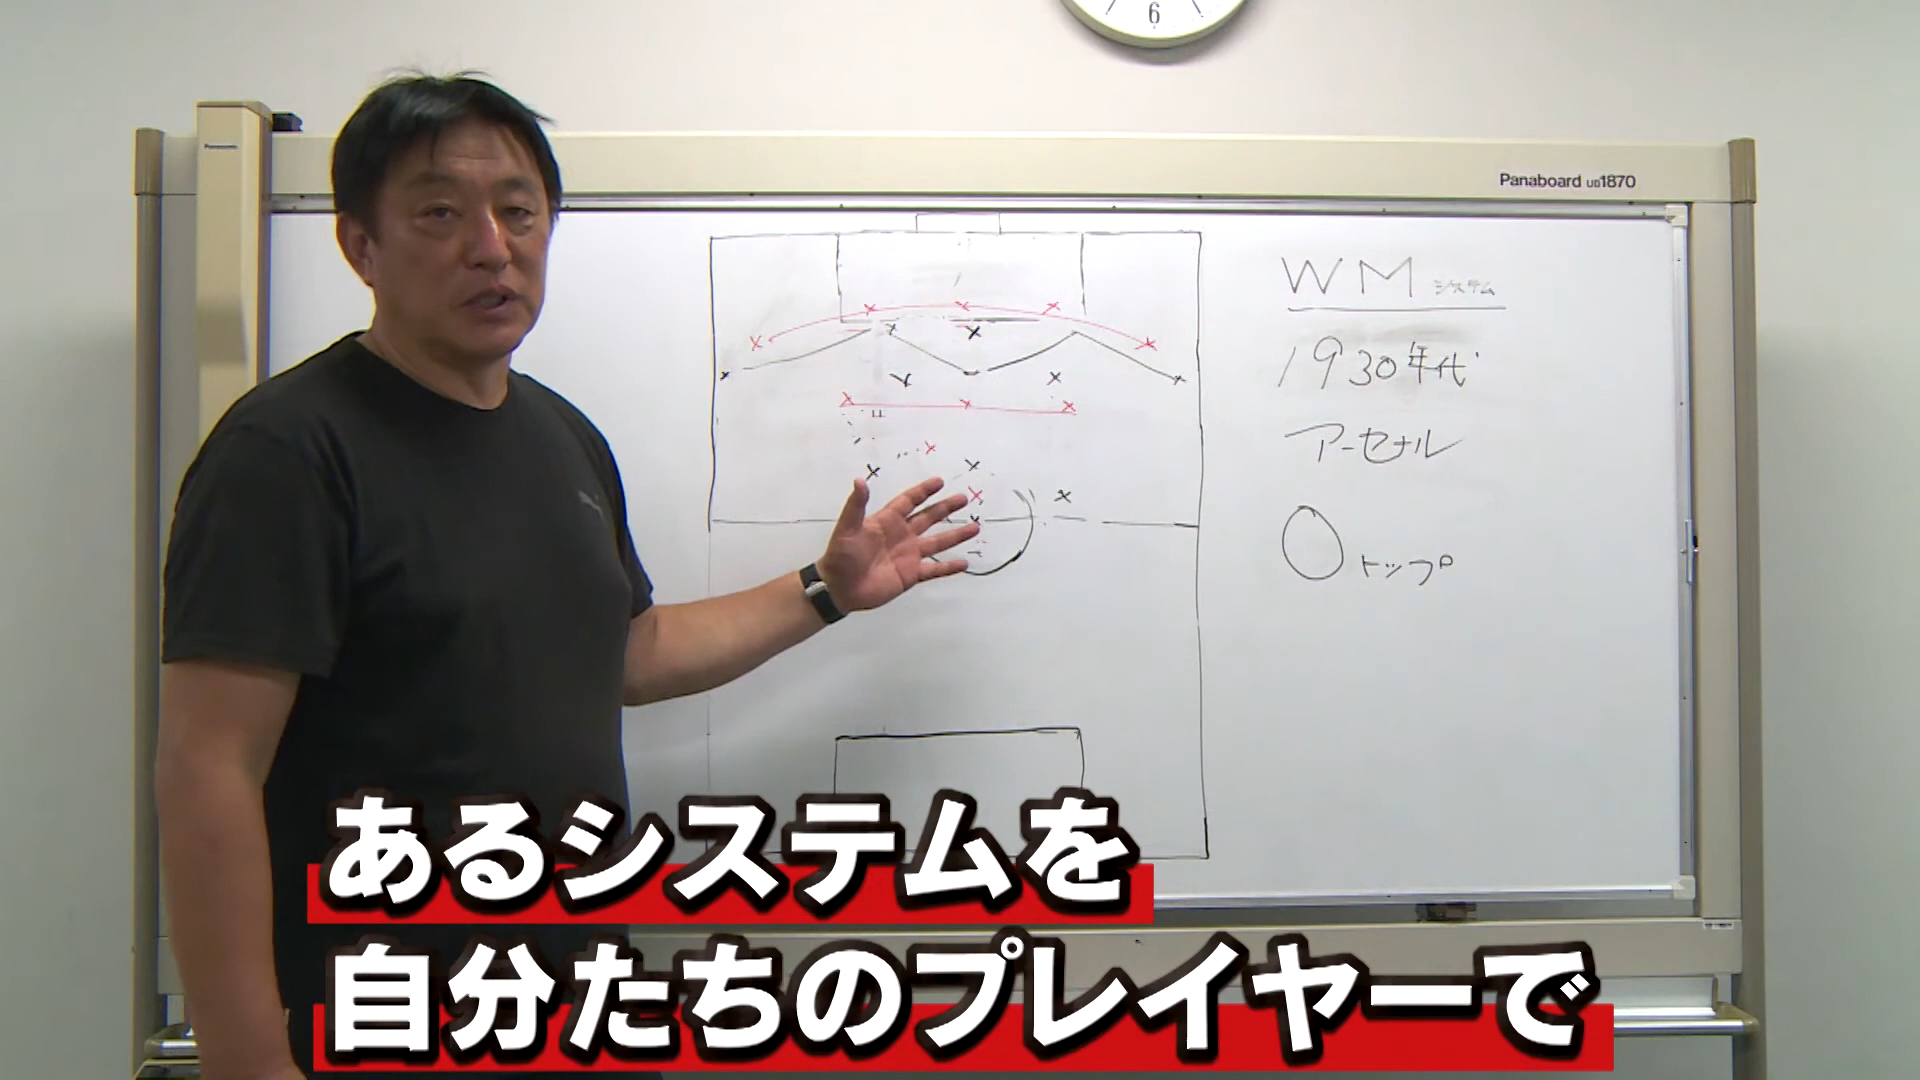 6
Panasonic
Panaboard UB1870
WM システム
1930年代
アーセナル
0トップ
あるシステムを
自分たちのプレイヤーで